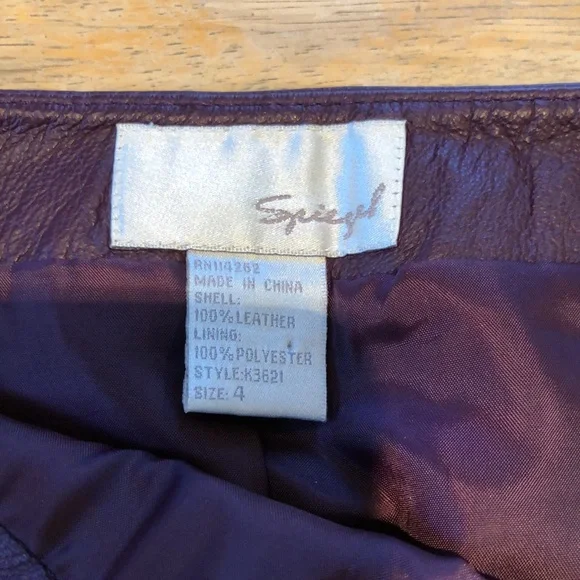 Spiegel
RN114262
MADE IN CHINA
SHELL:
100% LEATHER
LINING:
100% POLYESTER
STYLE:K3621
SIZE: 4